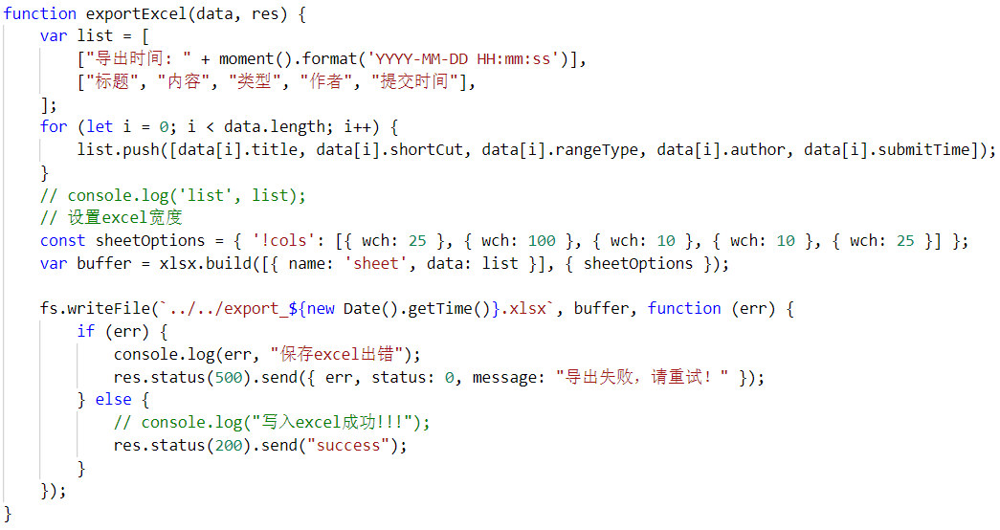 function exportExcel(data, res) {
    var list = [
        ["导出时间: " + moment().format('YYYY-MM-DD HH:mm:ss')],
        ["标题", "内容", "类型", "作者", "提交时间"],
    ];
    for (let i = 0; i < data.length; i++) {
        list.push([data[i].title, data[i].shortCut, data[i].rangeType, data[i].author, data[i].submitTime]);
    }
    // console.log('list', list);
    // 设置excel宽度
    const sheetOptions = { '!cols': [{ wch: 25 }, { wch: 100 }, { wch: 10 }, { wch: 10 }, { wch: 25 }] };
    var buffer = xlsx.build([{ name: 'sheet', data: list }], { sheetOptions });

    fs.writeFile(`../../export_${new Date().getTime()}.xlsx`, buffer, function (err) {
        if (err) {
            console.log(err, "保存excel出错");
            res.status(500).send({ err, status: 0, message: "导出失败，请重试！" });
        } else {
            // console.log("写入excel成功!!!");
            res.status(200).send("success");
        }
    });
}